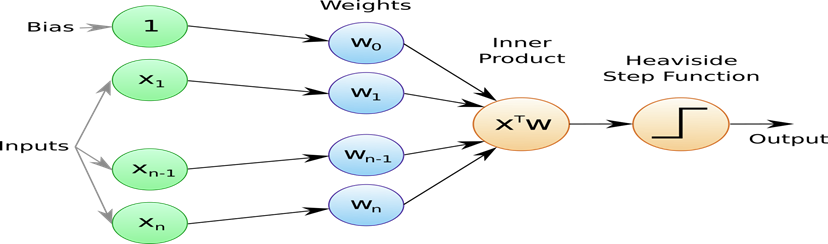 Weights
Bias
1
w0
Inner
Product
Heaviside
Step Function
x1
w1
XTW
Output
Inputs
xn-1
wn-1
xn
wn